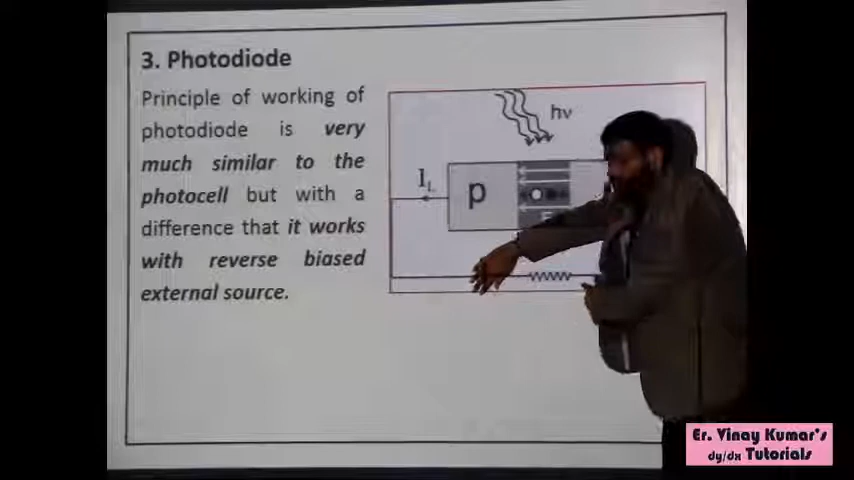 3. Photodiode
Principle of working of
photodiode is very
much similar to the
photocell but with a
difference that it works
with reverse biased
external source.
hν
I_L
p
E
Er. Vinay Kumar's
dy/dx Tutorials